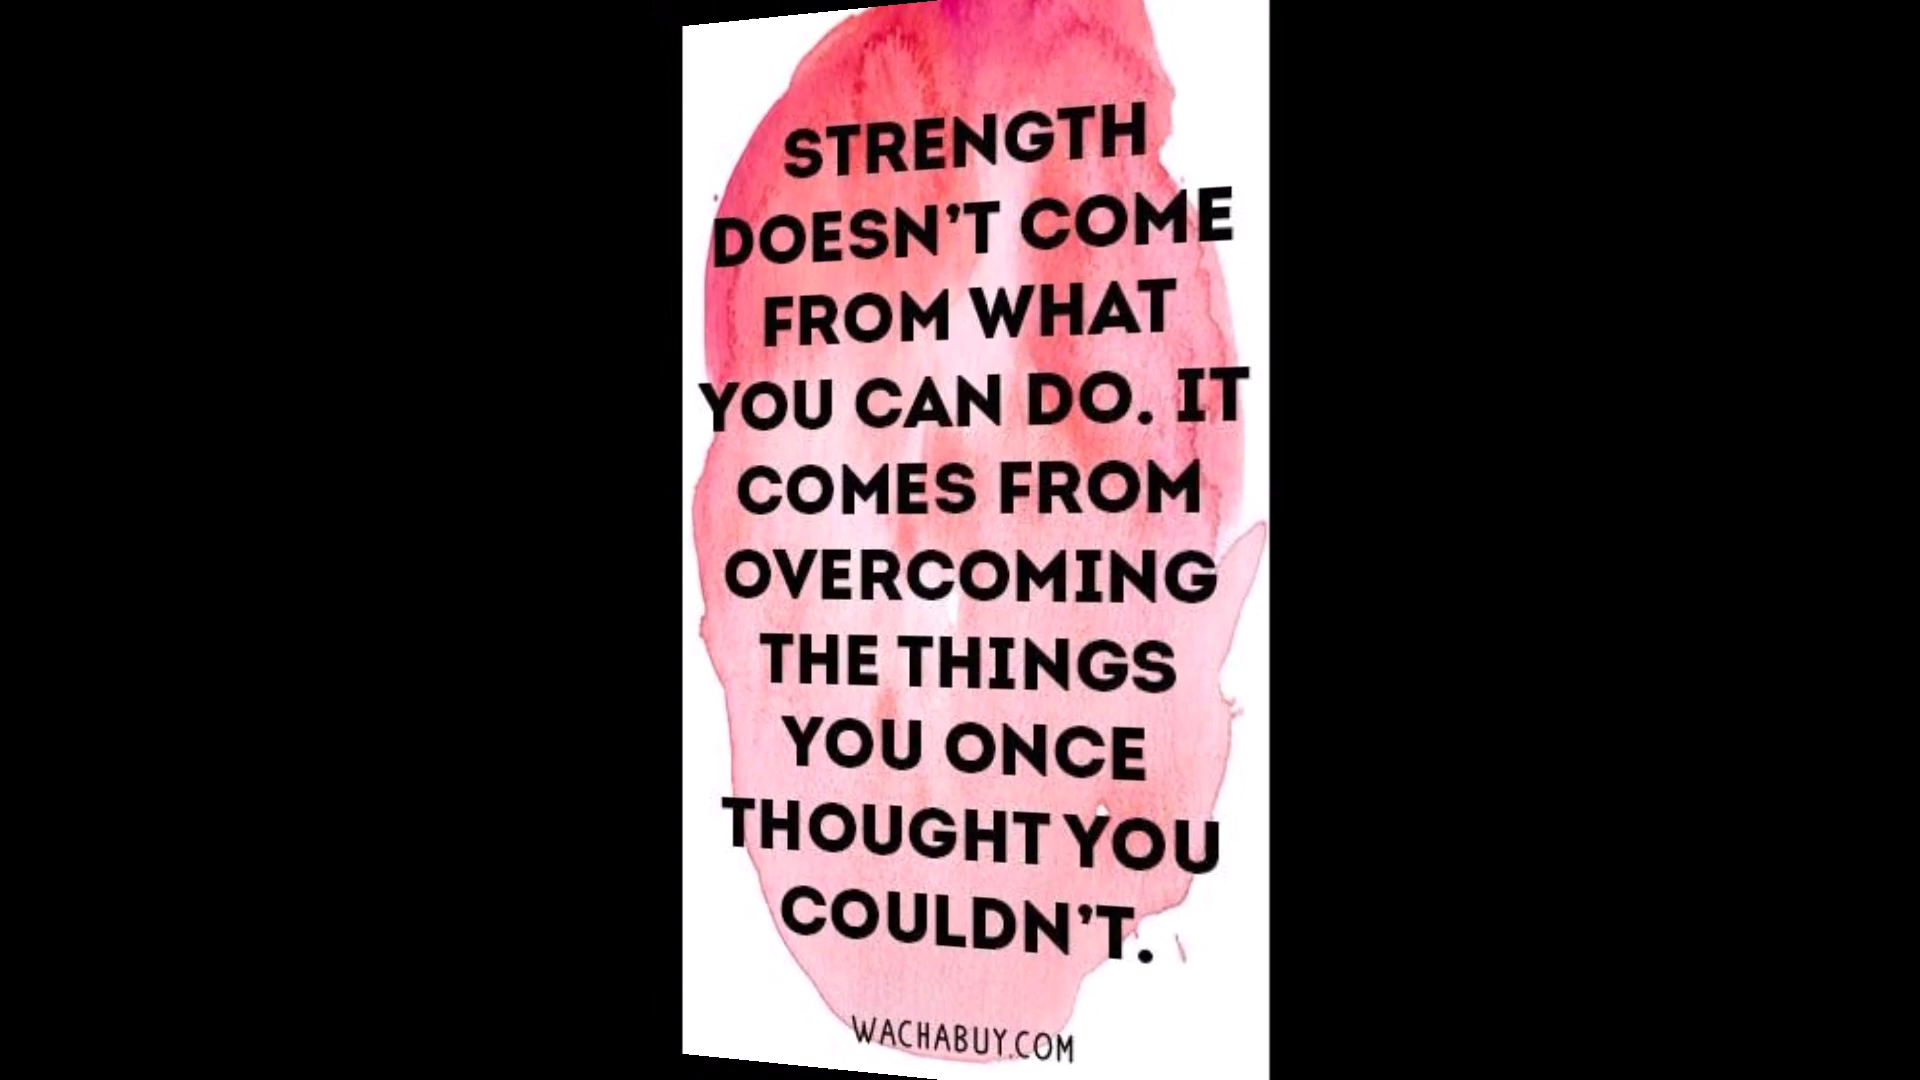 STRENGTH
DOESN'T COME
FROM WHAT
YOU CAN DO. IT
COMES FROM
OVERCOMING
THE THINGS
YOU ONCE
THOUGHT YOU
COULDN'T.
WACHABUY.COM